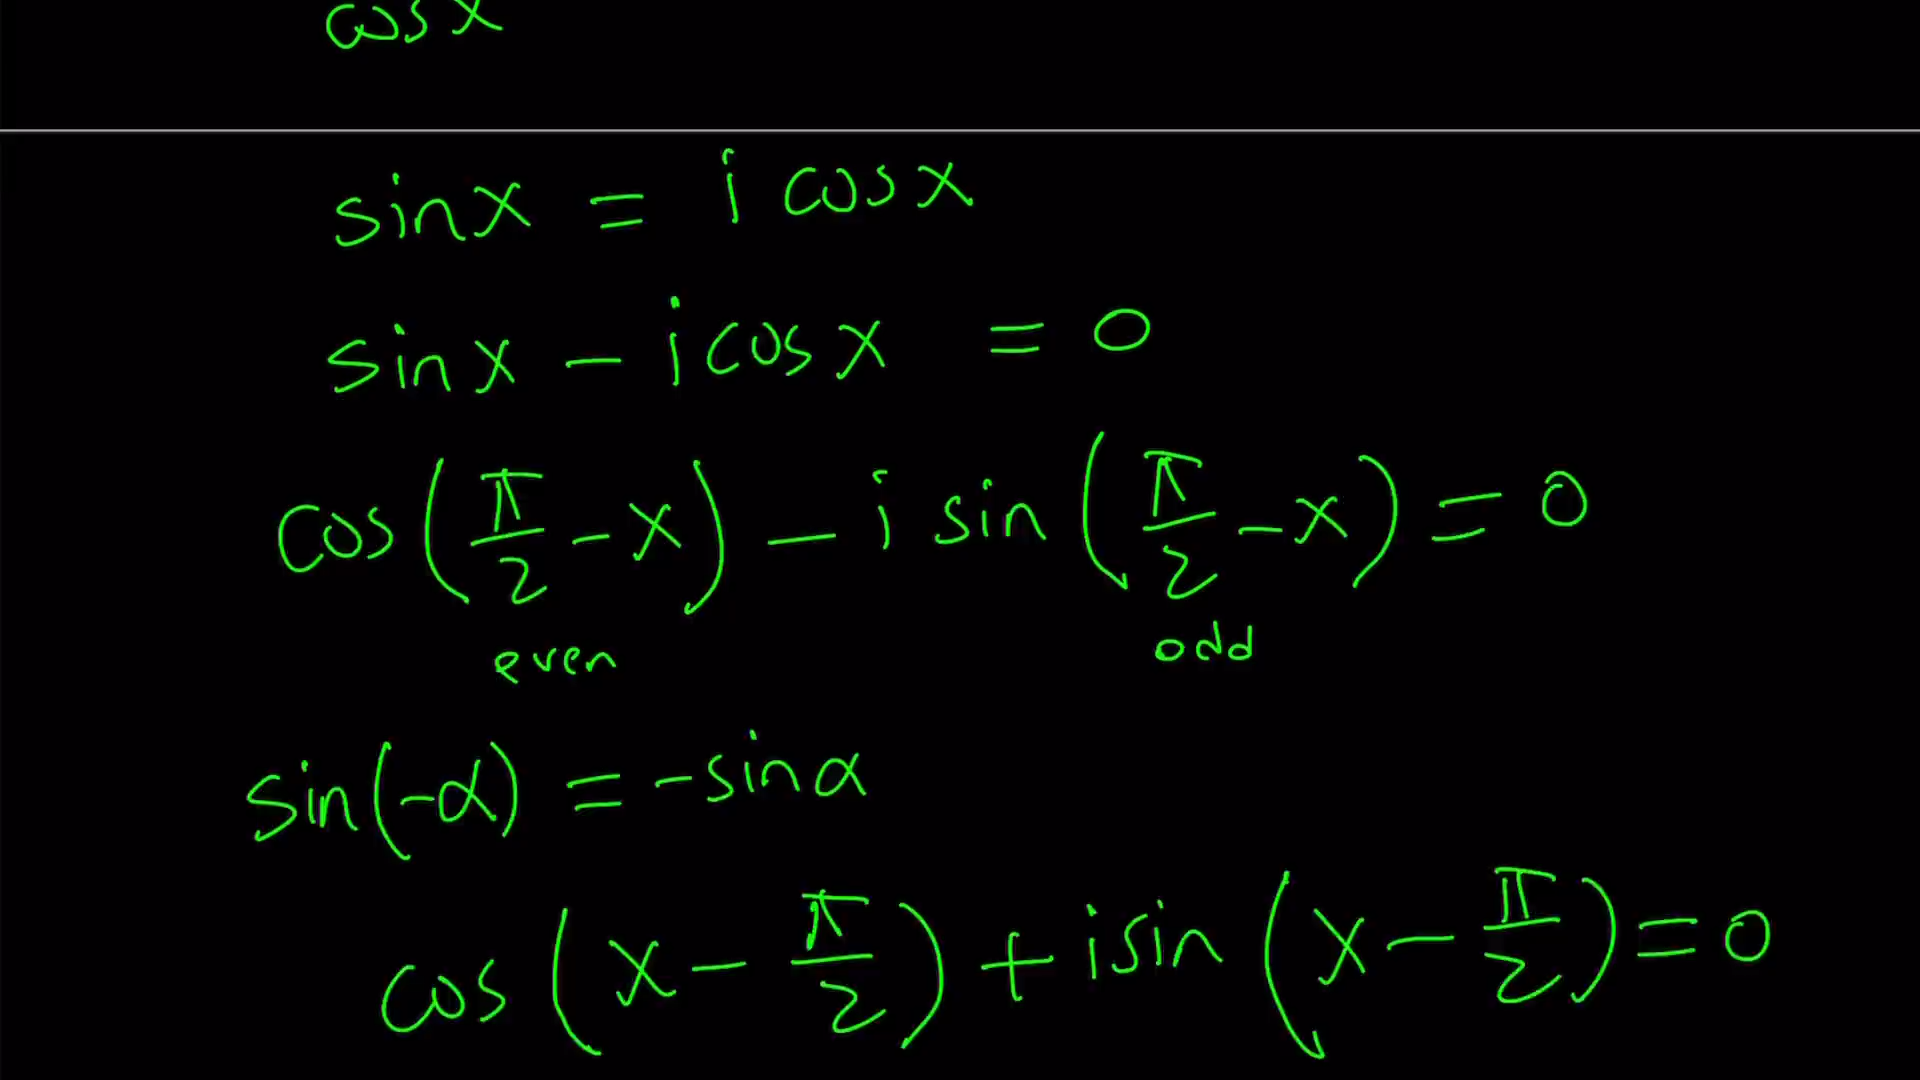 cos x
sin x = i cos x
sin x - i cos x = 0
cos(π/2 - x) - i sin(π/2 - x) = 0
even odd
sin(-α) = -sin α
cos(x - π/2) + i sin(x - π/2) = 0